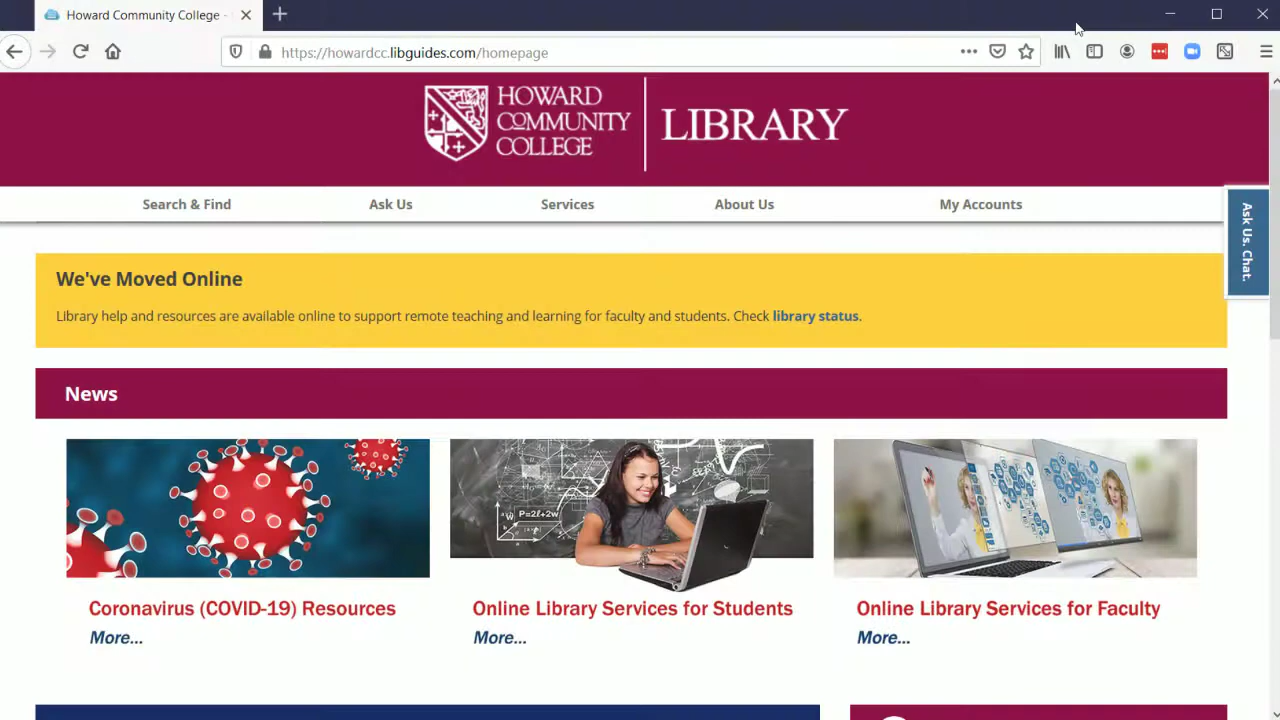 Howard Community College -
https://howardcc.libguides.com/homepage
HOWARD
COMMUNITY
COLLEGE
LIBRARY
Search & Find
Ask Us
Services
About Us
My Accounts
Ask Us. Chat.
We've Moved Online
Library help and resources are available online to support remote teaching and learning for faculty and students. Check library status.
News
P=2ℓ+2w
Coronavirus (COVID-19) Resources
More...
Online Library Services for Students
More...
Online Library Services for Faculty
More...